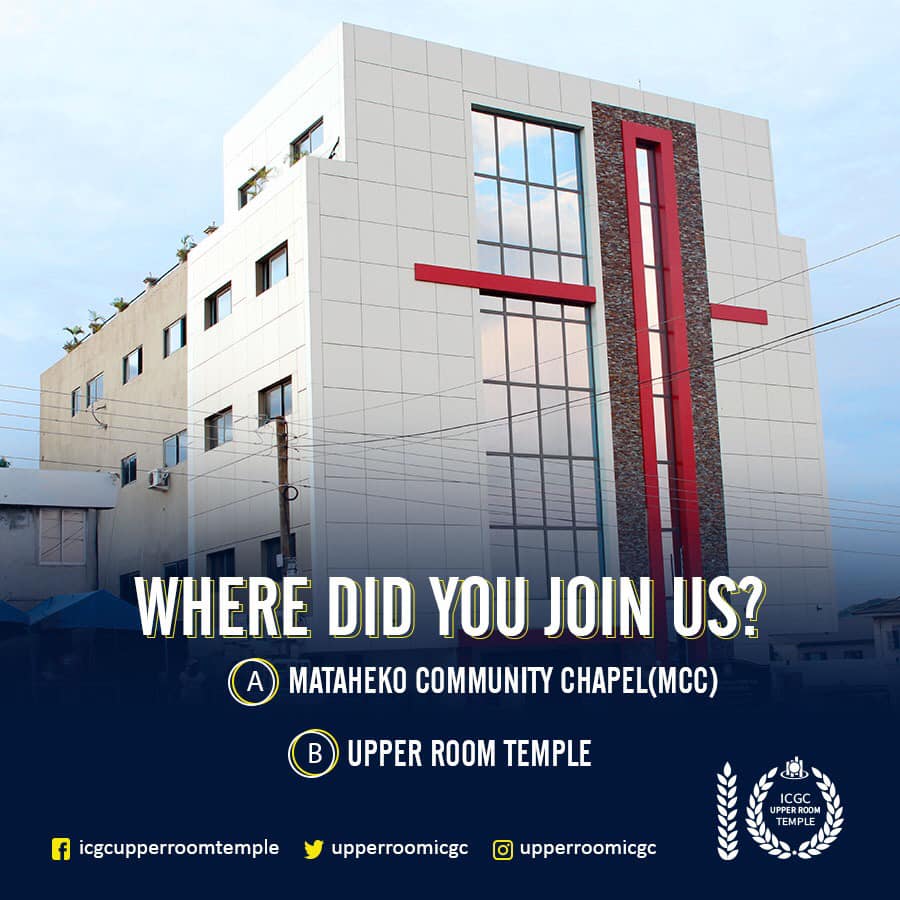 WHERE DID YOU JOIN US?
A MATAHEKO COMMUNITY CHAPEL(MCC)
B UPPER ROOM TEMPLE
ICGC
UPPER ROOM
TEMPLE
icgcupperroomtemple upperroomicgc upperroomicgc